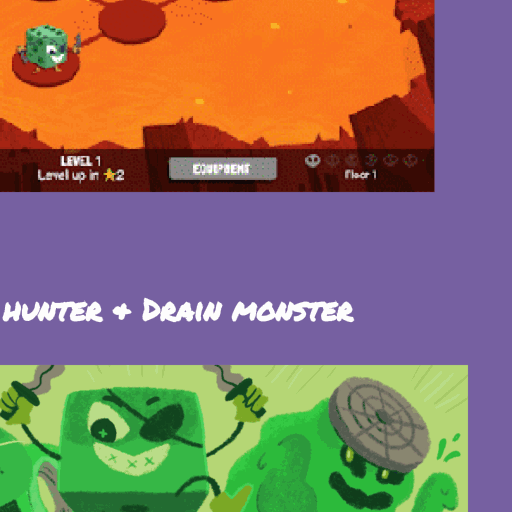 LEVEL 1
Level up in 2
EQUIPMENT
Floor 1
HUNTER & DRAIN MONSTER